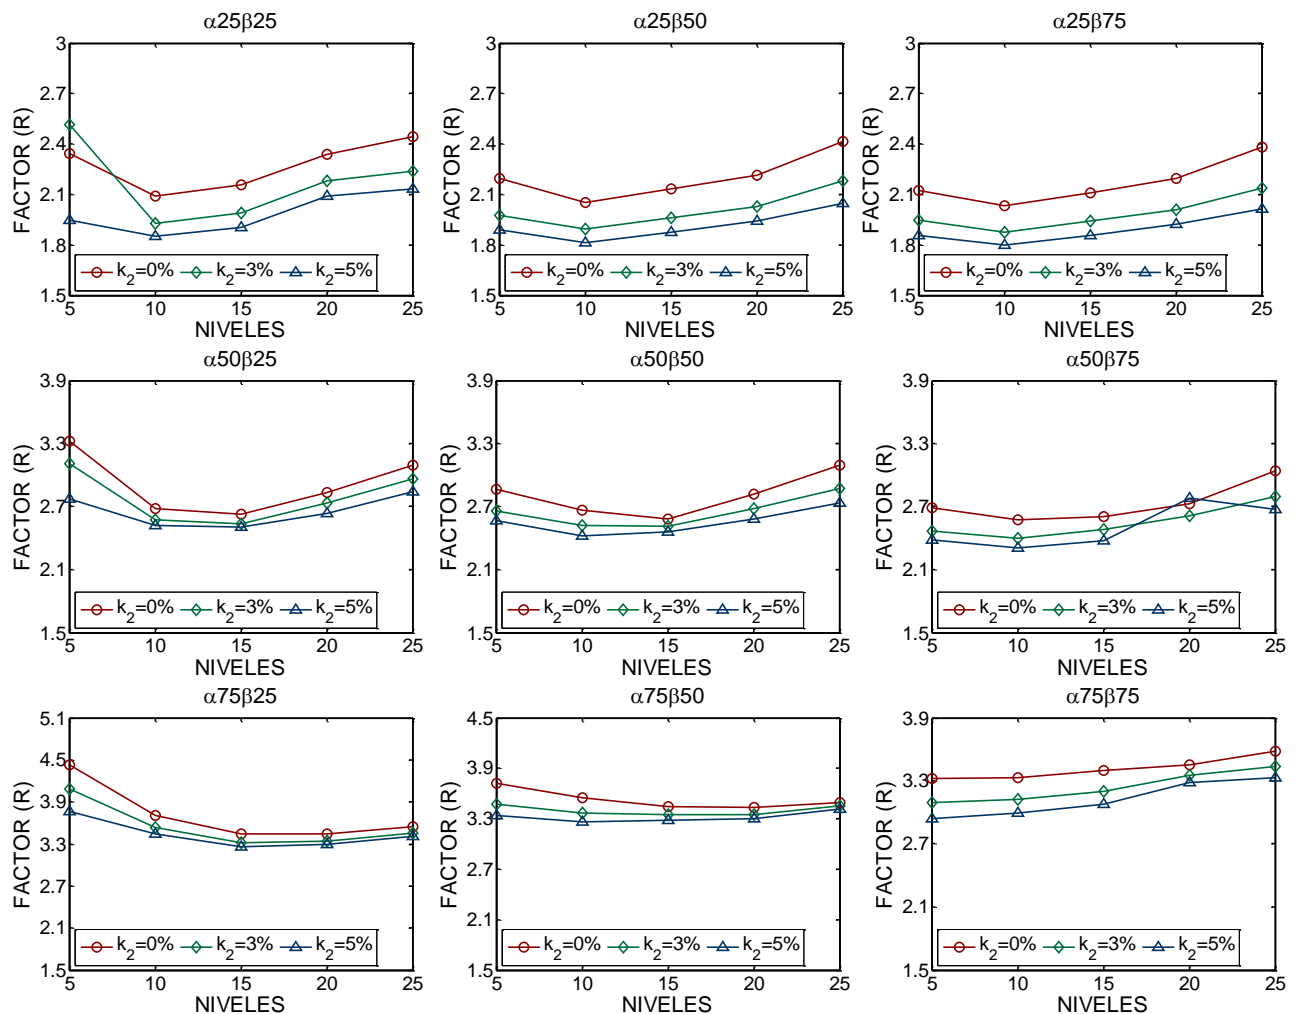 α25β25
3
2.7
2.4
2.1
1.8
1.5
FACTOR (R)
k2=0% k2=3% k2=5%
5 10 15 20 25
NIVELES
α25β50
3
2.7
2.4
2.1
1.8
1.5
FACTOR (R)
k2=0% k2=3% k2=5%
5 10 15 20 25
NIVELES
α25β75
3
2.7
2.4
2.1
1.8
1.5
FACTOR (R)
k2=0% k2=3% k2=5%
5 10 15 20 25
NIVELES
α50β25
3.9
3.3
2.7
2.1
1.5
FACTOR (R)
k2=0% k2=3% k2=5%
5 10 15 20 25
NIVELES
α50β50
3.9
3.3
2.7
2.1
1.5
FACTOR (R)
k2=0% k2=3% k2=5%
5 10 15 20 25
NIVELES
α50β75
3.9
3.3
2.7
2.1
1.5
FACTOR (R)
k2=0% k2=3% k2=5%
5 10 15 20 25
NIVELES
α75β25
5.1
4.5
3.9
3.3
2.7
2.1
1.5
FACTOR (R)
k2=0% k2=3% k2=5%
5 10 15 20 25
NIVELES
α75β50
4.5
3.9
3.3
2.7
2.1
1.5
FACTOR (R)
k2=0% k2=3% k2=5%
5 10 15 20 25
NIVELES
α75β75
3.9
3.3
2.7
2.1
1.5
FACTOR (R)
k2=0% k2=3% k2=5%
5 10 15 20 25
NIVELES